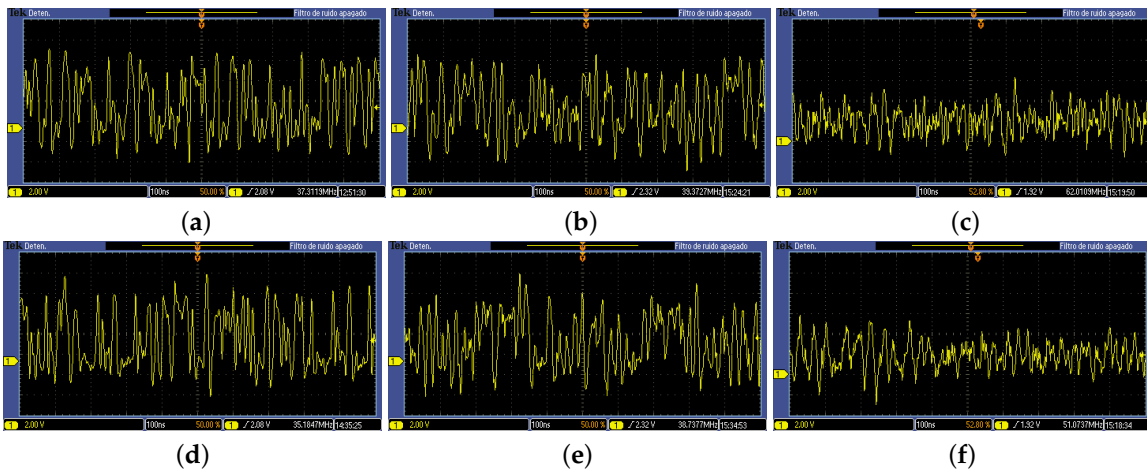 Tek Deten. Filtro de ruido apagado
1
1 2.00 V 100ns 50.00 % 1 2.08 V 37.3119MHz 12:51:30
(a)
Tek Deten. Filtro de ruido apagado
1
1 2.00 V 100ns 50.00 % 1 2.32 V 39.3727MHz 15:24:21
(b)
Tek Deten. Filtro de ruido apagado
1
1 2.00 V 100ns 52.80 % 1 1.92 V 62.0109MHz 15:19:50
(c)
Tek Deten. Filtro de ruido apagado
1
1 2.00 V 100ns 50.00 % 1 2.08 V 35.1847MHz 14:35:25
(d)
Tek Deten. Filtro de ruido apagado
1
1 2.00 V 100ns 50.00 % 1 2.32 V 38.7377MHz 15:34:53
(e)
Tek Deten. Filtro de ruido apagado
1
1 2.00 V 100ns 52.80 % 1 1.92 V 51.0737MHz 15:18:34
(f)